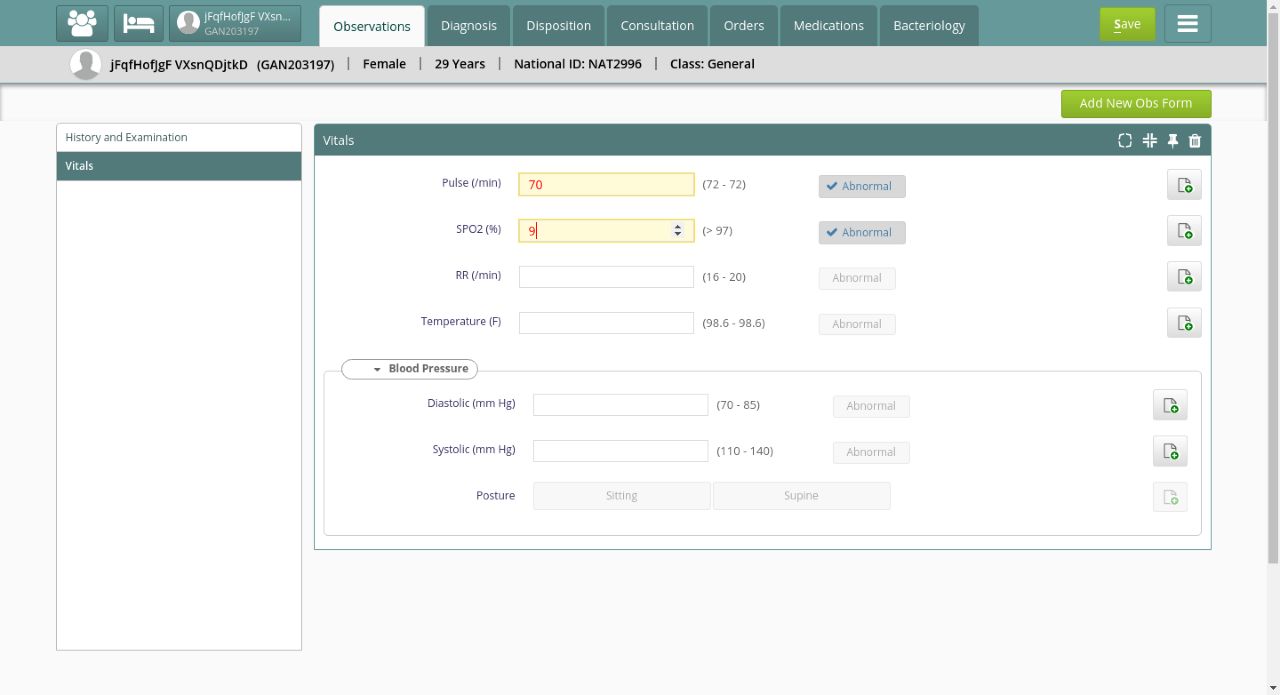 jFqfHofJgF VXsn...
GAN203197
Observations
Diagnosis
Disposition
Consultation
Orders
Medications
Bacteriology
Save
jFqfHofJgF VXsnQDjtkD (GAN203197) | Female | 29 Years | National ID: NAT2996 | Class: General
Add New Obs Form
History and Examination
Vitals
Vitals
Pulse (/min) 70 (72 - 72) Abnormal
SPO2 (%) 9 (> 97) Abnormal
RR (/min) (16 - 20) Abnormal
Temperature (F) (98.6 - 98.6) Abnormal
Blood Pressure
Diastolic (mm Hg) (70 - 85) Abnormal
Systolic (mm Hg) (110 - 140) Abnormal
Posture Sitting Supine